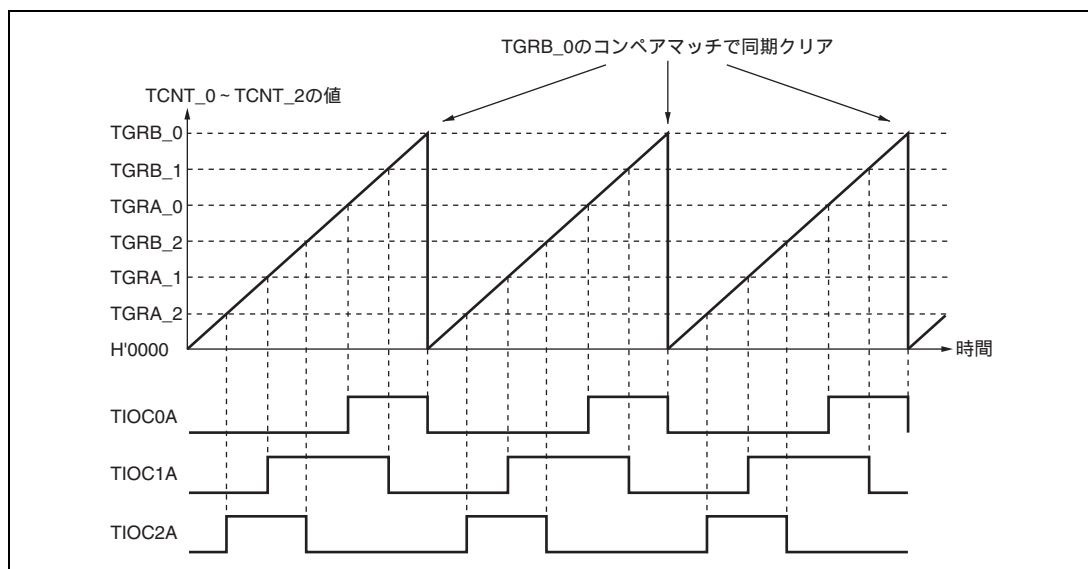 TGRB_0のコンペアマッチで同期クリア
TCNT_0~TCNT_2の値
TGRB_0
TGRB_1
TGRA_0
TGRB_2
TGRA_1
TGRA_2
H'0000
時間
TIOC0A
TIOC1A
TIOC2A